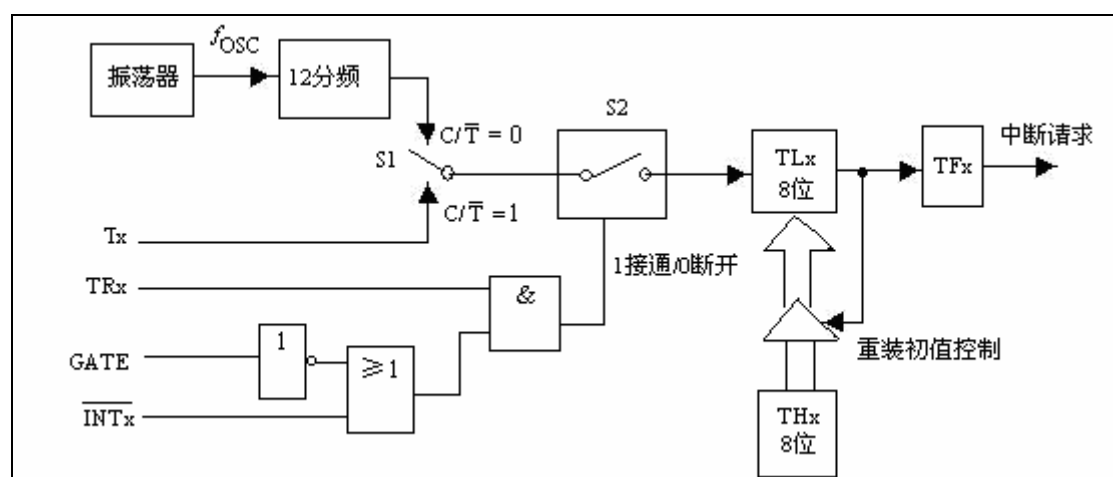 fOSC
振荡器
12分频
S1
C/T̅ = 0
C/T̅ =1
S2
TLx
8位
TFx
中断请求
Tx
1接通/0断开
TRx
&
GATE
1
≥1
I̅N̅T̅x̅
重装初值控制
THx
8位